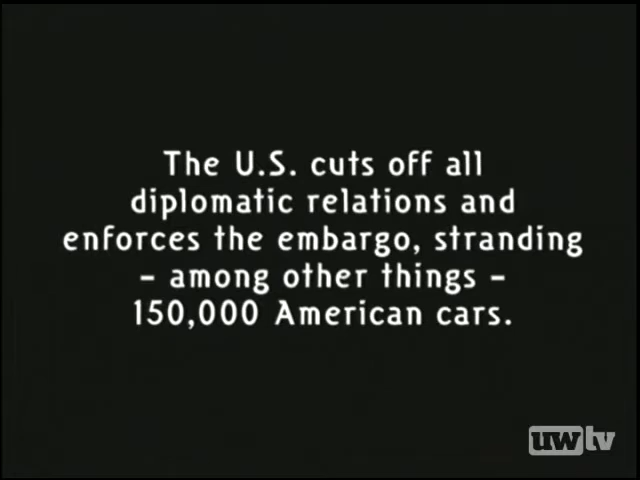 The U.S. cuts off all
diplomatic relations and
enforces the embargo, stranding
– among other things –
150,000 American cars.
uwtv